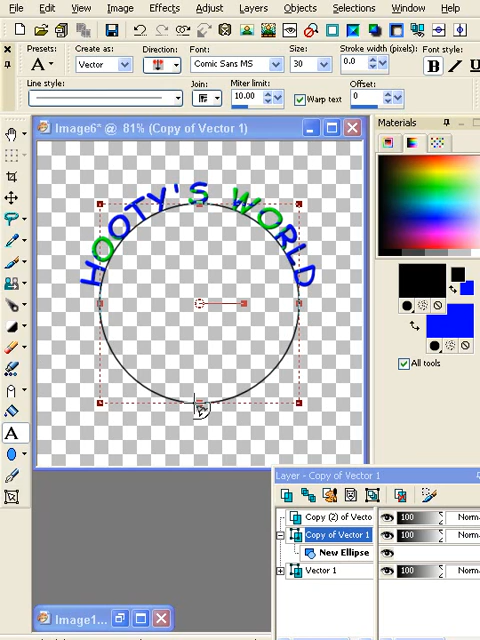 File Edit View Image Effects Adjust Layers Objects Selections Window Help
Presets: Create as: Direction: Font: Size: Stroke width (pixels): Font style:
A Vector Comic Sans MS 30 0.0 B I U
Line style: Join: Miter limit: Offset:
10.00 Warp text 0
Image6* @ 81% (Copy of Vector 1)
Materials
HOOTY'S WORLD
All tools
A
Layer - Copy of Vector 1
Copy (2) of Vecto 100 Norm
Copy of Vector 1 100 Norm
New Ellipse
Vector 1 100 Norm
Image1...